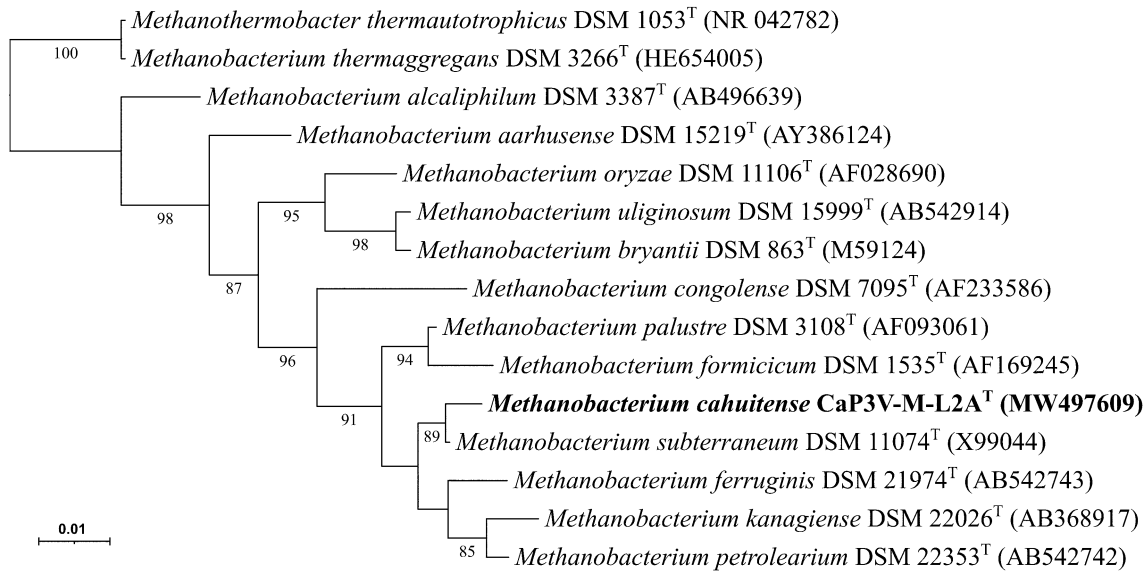 Methanothermobacter thermautotrophicus DSM 1053T (NR 042782)
100
Methanobacterium thermaggregans DSM 3266T (HE654005)
Methanobacterium alcaliphilum DSM 3387T (AB496639)
Methanobacterium aarhusense DSM 15219T (AY386124)
Methanobacterium oryzae DSM 11106T (AF028690)
98
95
Methanobacterium uliginosum DSM 15999T (AB542914)
98
Methanobacterium bryantii DSM 863T (M59124)
87
Methanobacterium congolense DSM 7095T (AF233586)
Methanobacterium palustre DSM 3108T (AF093061)
96
94
Methanobacterium formicicum DSM 1535T (AF169245)
Methanobacterium cahuitense CaP3V-M-L2AT (MW497609)
91
89
Methanobacterium subterraneum DSM 11074T (X99044)
Methanobacterium ferruginis DSM 21974T (AB542743)
0.01
Methanobacterium kanagiense DSM 22026T (AB368917)
85
Methanobacterium petrolearium DSM 22353T (AB542742)